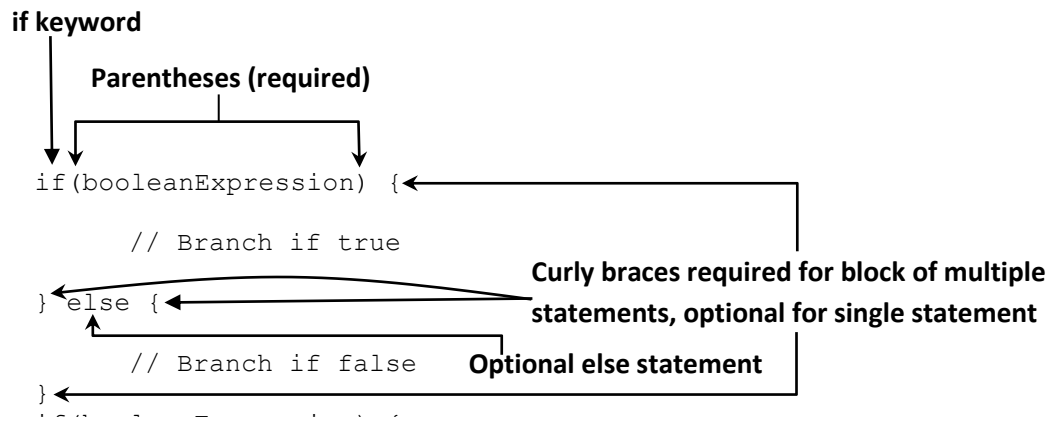 if keyword
Parentheses (required)
if(booleanExpression) {
// Branch if true
Curly braces required for block of multiple
} else {
statements, optional for single statement
// Branch if false
Optional else statement
}